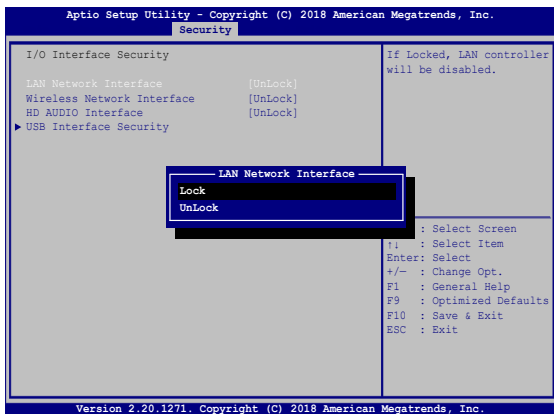 Aptio Setup Utility – Copyright (C) 2018 American Megatrends, Inc.
Security
I/O Interface Security
LAN Network Interface [UnLock]
Wireless Network Interface [UnLock]
HD AUDIO Interface [UnLock]
▶ USB Interface Security
If Locked, LAN controller
will be disabled.
LAN Network Interface
Lock
UnLock
: Select Screen
↑↓ : Select Item
Enter: Select
+/— : Change Opt.
F1 : General Help
F9 : Optimized Defaults
F10 : Save & Exit
ESC : Exit
Version 2.20.1271. Copyright (C) 2018 American Megatrends, Inc.